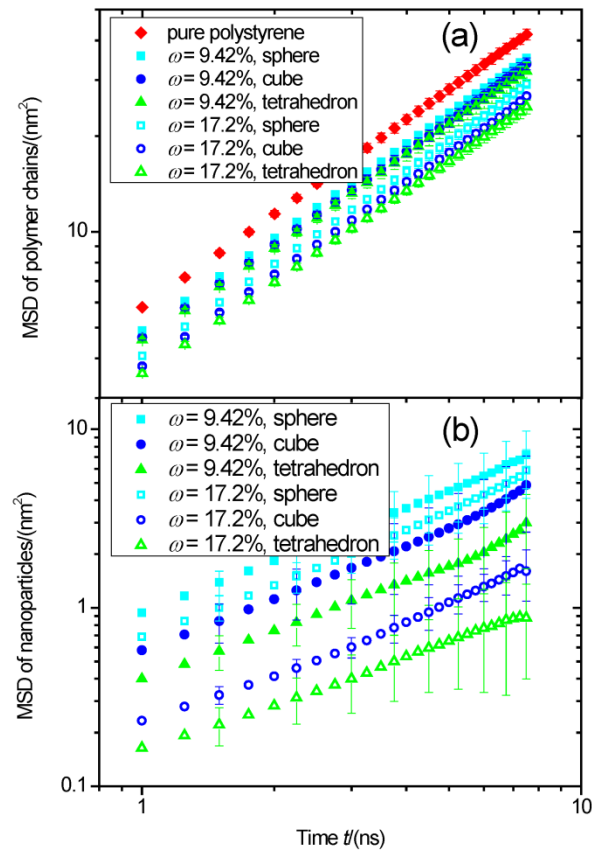 (a)
pure polystyrene
ω = 9.42%, sphere
ω = 9.42%, cube
ω = 9.42%, tetrahedron
ω = 17.2%, sphere
ω = 17.2%, cube
ω = 17.2%, tetrahedron
10
MSD of polymer chains/(nm²)
(b)
ω = 9.42%, sphere
ω = 9.42%, cube
ω = 9.42%, tetrahedron
ω = 17.2%, sphere
ω = 17.2%, cube
ω = 17.2%, tetrahedron
10
1
0.1
MSD of nanoparticles/(nm²)
1
10
Time t/(ns)